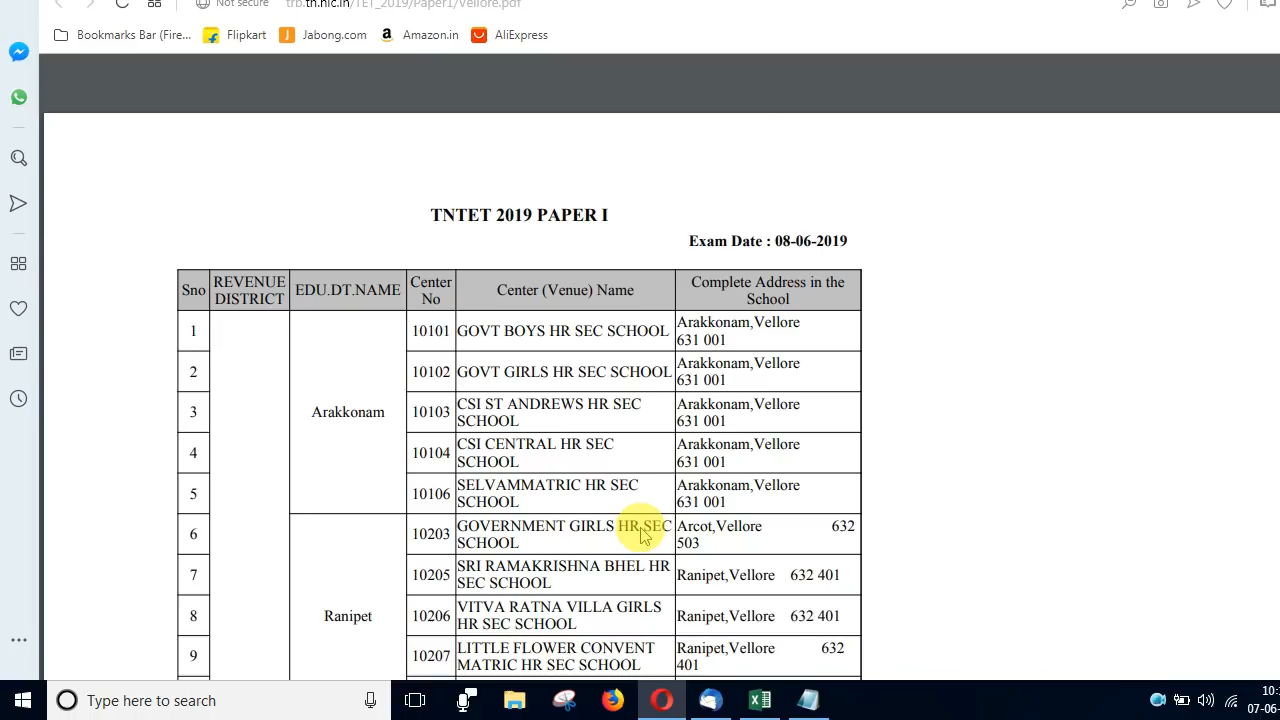 Not secure trb.tn.nic.in/TET_2019/Paper1/Vellore.pdf
Bookmarks Bar (Fire... Flipkart Jabong.com Amazon.in AliExpress
TNTET 2019 PAPER I
Exam Date : 08-06-2019
Sno REVENUE DISTRICT EDU.DT.NAME Center No Center (Venue) Name Complete Address in the School
1 10101 GOVT BOYS HR SEC SCHOOL Arakkonam,Vellore 631 001
2 10102 GOVT GIRLS HR SEC SCHOOL Arakkonam,Vellore 631 001
3 Arakkonam 10103 CSI ST ANDREWS HR SEC SCHOOL Arakkonam,Vellore 631 001
4 10104 CSI CENTRAL HR SEC SCHOOL Arakkonam,Vellore 631 001
5 10106 SELVAMMATRIC HR SEC SCHOOL Arakkonam,Vellore 631 001
6 10203 GOVERNMENT GIRLS HR SEC SCHOOL Arcot,Vellore 632 503
7 10205 SRI RAMAKRISHNA BHEL HR SEC SCHOOL Ranipet,Vellore 632 401
8 Ranipet 10206 VITVA RATNA VILLA GIRLS HR SEC SCHOOL Ranipet,Vellore 632 401
9 10207 LITTLE FLOWER CONVENT MATRIC HR SEC SCHOOL Ranipet,Vellore 632 401
Type here to search
10:
07-06-